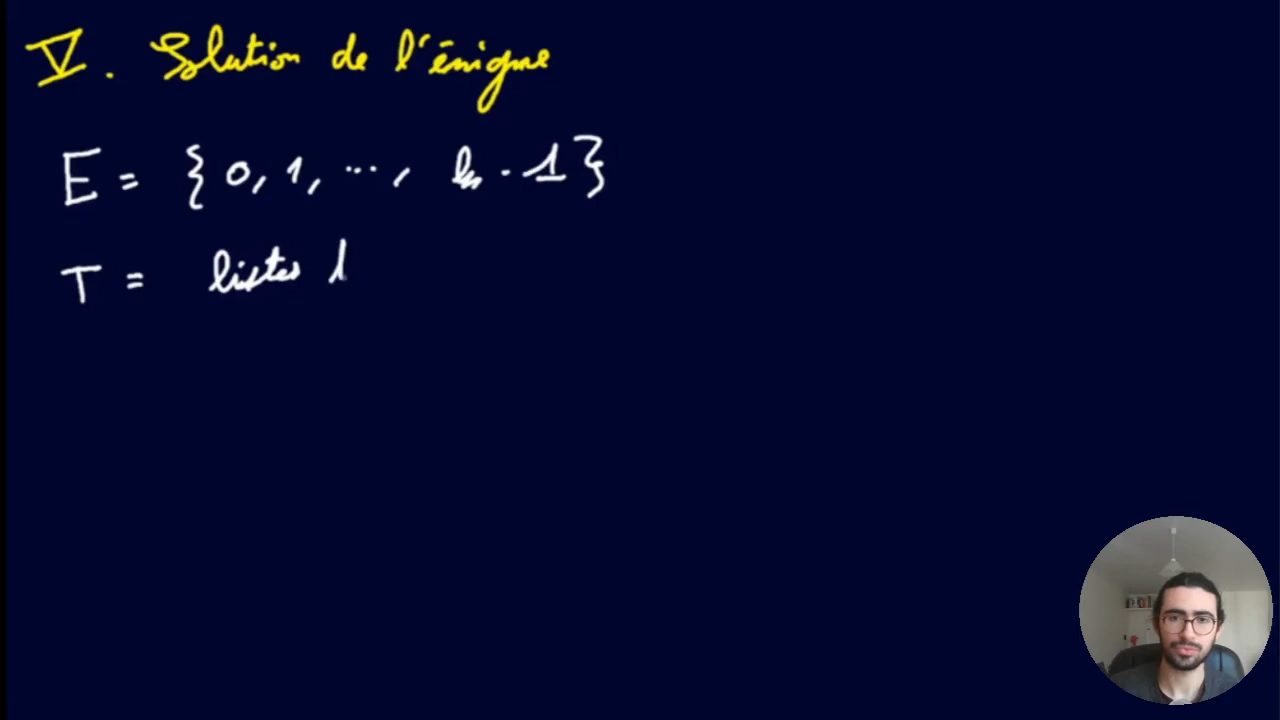 V. Solution de l'énigme
E = { 0, 1, ..., k - 1 }
T = listes l